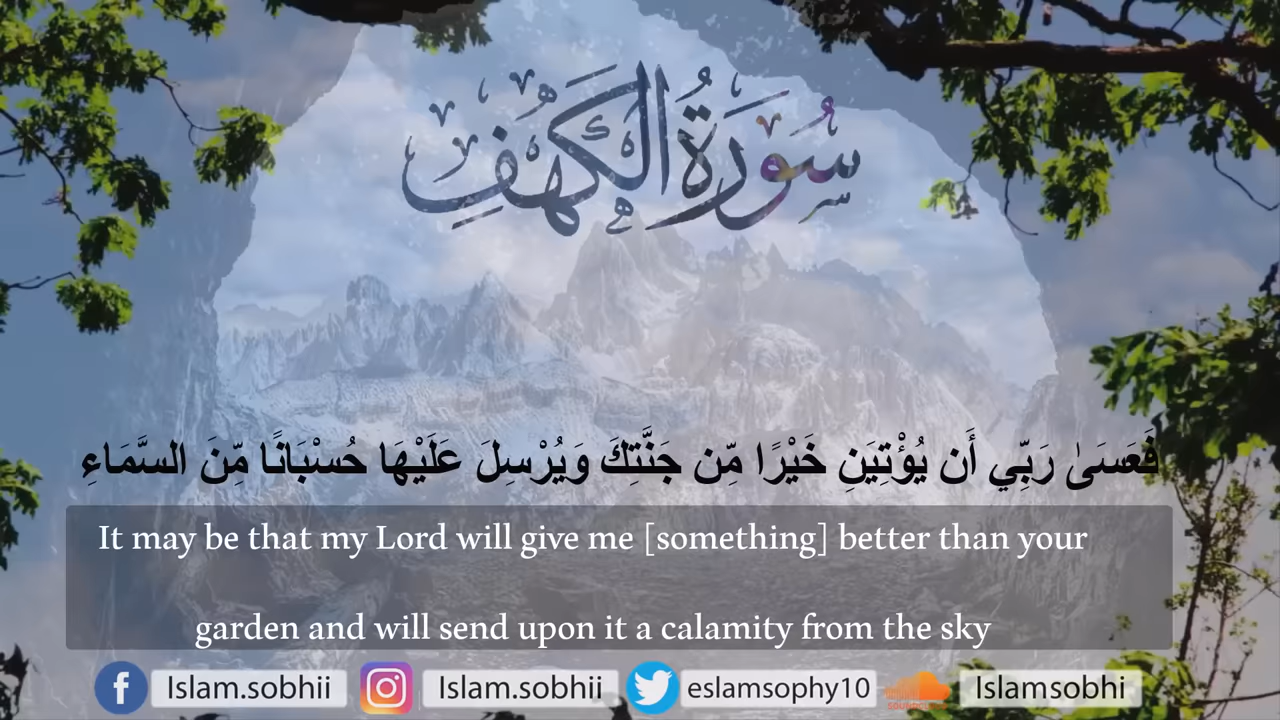 سُورَةُ الكَهْفِ
فَعَسَىٰ رَبِّي أَن يُؤْتِيَنِ خَيْرًا مِّن جَنَّتِكَ وَيُرْسِلَ عَلَيْهَا حُسْبَانًا مِّنَ السَّمَاءِ
It may be that my Lord will give me [something] better than your
garden and will send upon it a calamity from the sky
Islam.sobhii Islam.sobhii eslamsophy10 Islamsobhi